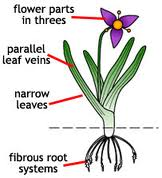 flower parts
in threes
parallel
leaf veins
narrow
leaves
fibrous root
systems